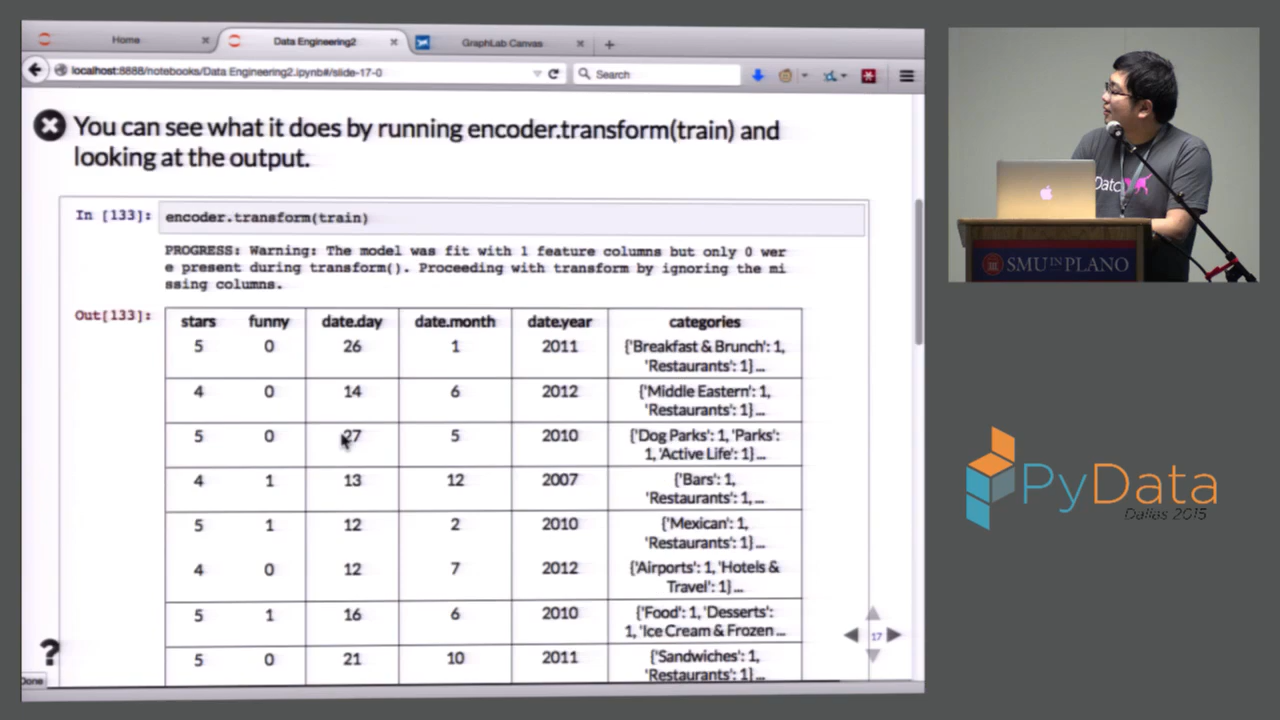 Home
Data Engineering2
GraphLab Canvas
localhost:8888/notebooks/Data Engineering2.ipynb#/slide-17-0
Search
You can see what it does by running encoder.transform(train) and
looking at the output.
In [133]: encoder.transform(train)
PROGRESS: Warning: The model was fit with 1 feature columns but only 0 wer
e present during transform(). Proceeding with transform by ignoring the mi
ssing columns.
Out[133]:
stars funny date.day date.month date.year categories
5 0 26 1 2011 {'Breakfast & Brunch': 1,
'Restaurants': 1} ...
4 0 14 6 2012 {'Middle Eastern': 1,
'Restaurants': 1} ...
5 0 27 5 2010 {'Dog Parks': 1, 'Parks':
1, 'Active Life': 1} ...
4 1 13 12 2007 {'Bars': 1,
'Restaurants': 1, ...
5 1 12 2 2010 {'Mexican': 1,
'Restaurants': 1} ...
4 0 12 7 2012 {'Airports': 1, 'Hotels &
Travel': 1} ...
5 1 16 6 2010 {'Food': 1, 'Desserts':
1, 'Ice Cream & Frozen ...
5 0 21 10 2011 {'Sandwiches': 1,
'Restaurants': 1} ...
17
?
Done
Dato
SMU IN PLANO
PyData
Dallas 2015